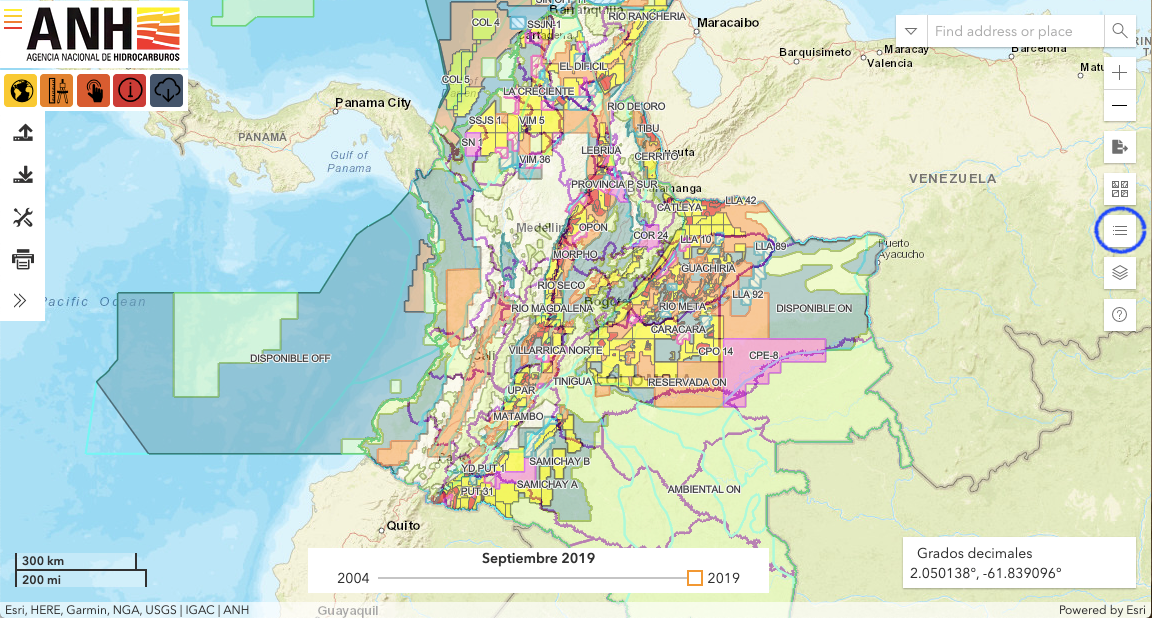 ANH
AGENCIA NACIONAL DE HIDROCARBUROS
Find address or place
Maracaibo
Barquisimeto
Maracay
Valencia
Barcelona
Panama City
PANAMÁ
Gulf of
Panama
VENEZUELA
Puerto
Ayacucho
Pacific Ocean
RIO RANCHERIA
COL 4
SSJN-1
EL DIFICIL
COL 5
LA CRECIENTE
RIO DE ORO
SSJS 1
VIM 5
TIBU
SN 1
VIM 36
LEBRIJA
CERRITO
PROVINCIA P SUR
CATLEYA
LLA 42
Medellín
OPON
COR 24
LLA 10
LLA 89
MORPHO
GUACHIRIA
RIO SECO
Bogotá
LLA 92
RIO MAGDALENA
RIO META
DISPONIBLE ON
CARACARA
DISPONIBLE OFF
Cali
VILLARRICA NORTE
CPO 14
CPE-8
UPAR
TINIGUA
RESERVADA ON
MATAMBO
YD PUT 1
SAMICHAY B
PUT 31
SAMICHAY A
AMBIENTAL ON
Quito
Guayaquil
300 km
200 mi
Septiembre 2019
2004
2019
Grados decimales
2.050138°, -61.839096°
Esri, HERE, Garmin, NGA, USGS | IGAC | ANH
Powered by Esri